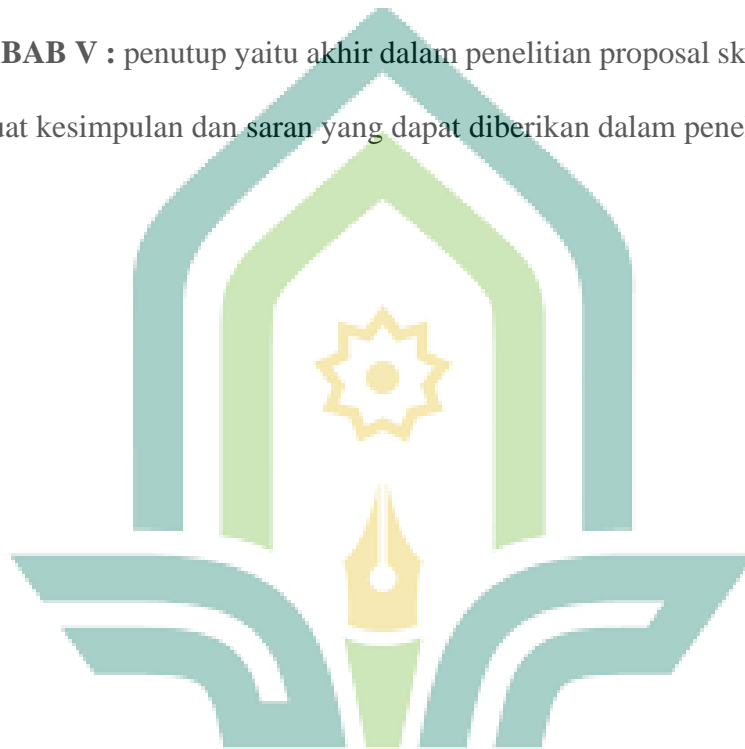 BAB V : penutup yaitu akhir dalam penelitian proposal sk
uat kesimpulan dan saran yang dapat diberikan dalam pene